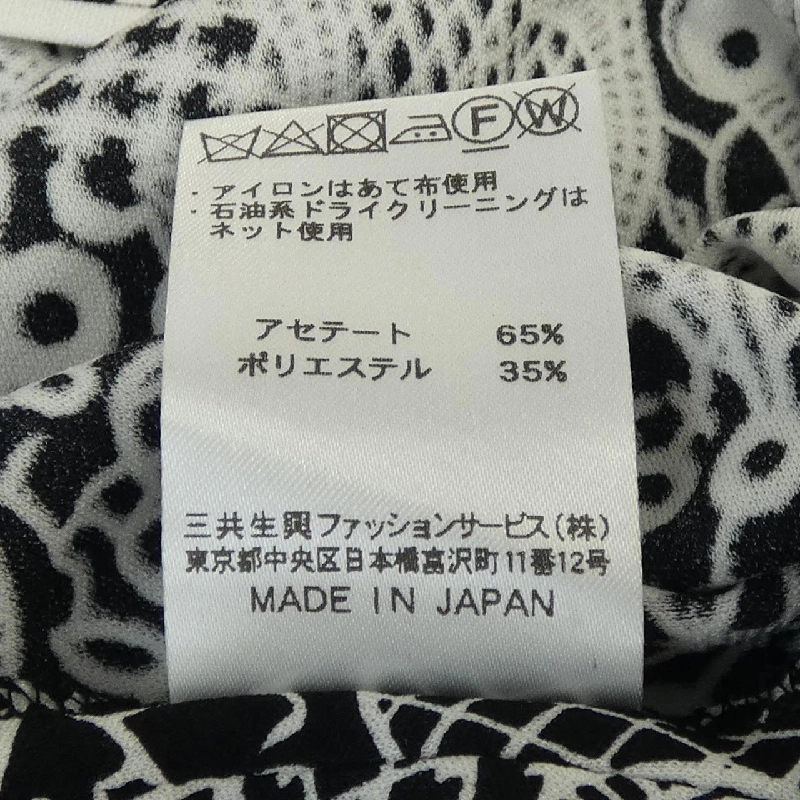 F W
・アイロンはあて布使用
・石油系ドライクリーニングは
ネット使用
アセテート 65%
ポリエステル 35%
三共生興ファッションサービス(株)
東京都中央区日本橋富沢町11番12号
MADE IN JAPAN